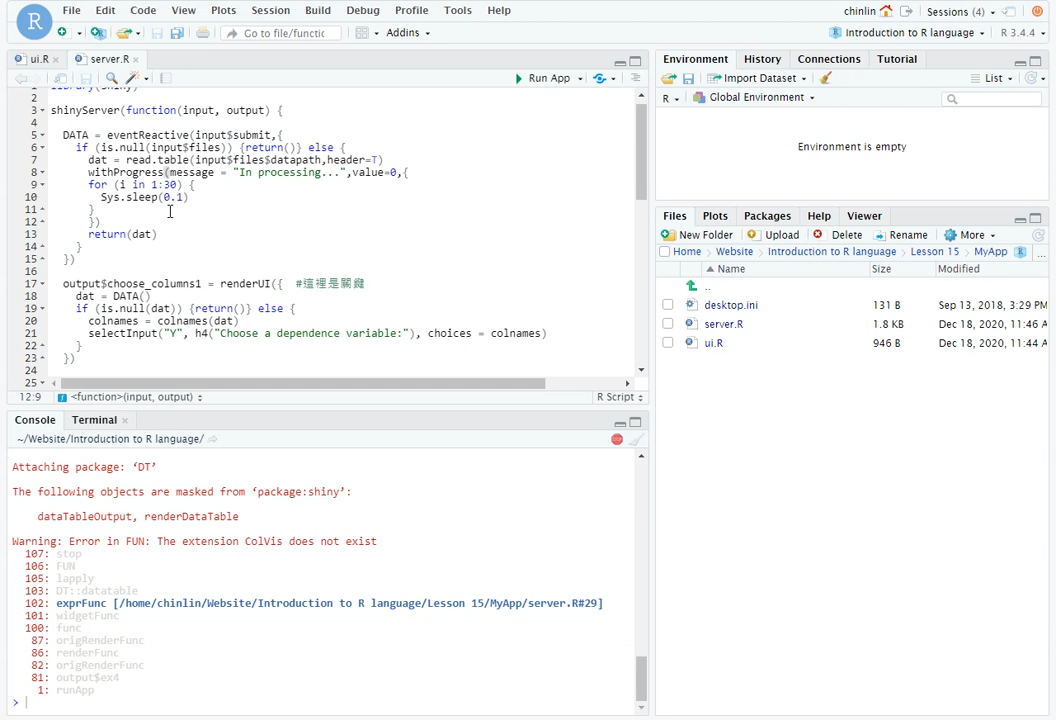 File Edit Code View Plots Session Build Debug Profile Tools Help chinlin Sessions (4)
Go to file/functic Addins Introduction to R language R 3.4.4
ui.R × server.R ×
Run App
1 library(shiny)
2
3 shinyServer(function(input, output) {
4
5 DATA = eventReactive(input$submit,{
6 if (is.null(input$files)) {return()} else {
7 dat = read.table(input$files$datapath,header=T)
8 withProgress(message = "In processing...",value=0,{
9 for (i in 1:30) {
10 Sys.sleep(0.1)
11 }
12 })
13 return(dat)
14 }
15 })
16
17 output$choose_columns1 = renderUI({ #這裡是關鍵
18 dat = DATA()
19 if (is.null(dat)) {return()} else {
20 colnames = colnames(dat)
21 selectInput("Y", h4("Choose a dependence variable:"), choices = colnames)
22 }
23 })
24
25
12:9 <function>(input, output) R Script
Console Terminal ×
~/Website/Introduction to R language/
Attaching package: ‘DT’
The following objects are masked from ‘package:shiny’:
dataTableOutput, renderDataTable
Warning: Error in FUN: The extension ColVis does not exist
107: stop
106: FUN
105: lapply
103: DT::datatable
102: exprFunc [/home/chinlin/Website/Introduction to R language/Lesson 15/MyApp/server.R#29]
101: widgetFunc
100: func
87: origRenderFunc
86: renderFunc
82: origRenderFunc
81: output$ex4
1: runApp
>
Environment History Connections Tutorial
Import Dataset List
R Global Environment
Environment is empty
Files Plots Packages Help Viewer
New Folder Upload Delete Rename More
Home Website Introduction to R language Lesson 15 MyApp ...
Name Size Modified
..
desktop.ini 131 B Sep 13, 2018, 3:29 PM
server.R 1.8 KB Dec 18, 2020, 11:46 A
ui.R 946 B Dec 18, 2020, 11:44 A